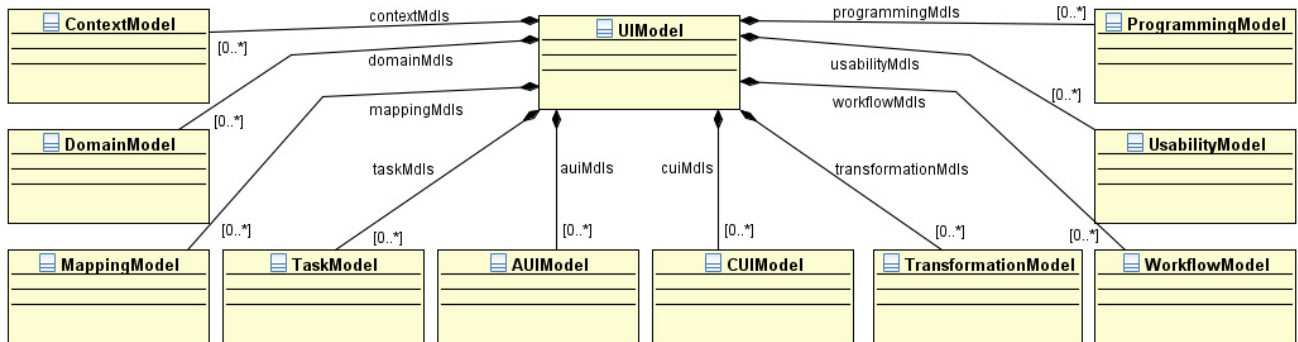 ContextModel
contextMdls
UIModel
programmingMdls
[0..*]
ProgrammingModel
[0..*]
domainMdls
usabilityMdls
mappingMdls
workflowMdls
[0..*]
[0..*]
DomainModel
UsabilityModel
taskMdls
auiMdls
cuiMdls
transformationMdls
[0..*]
[0..*]
[0..*]
[0..*]
[0..*]
[0..*]
MappingModel
TaskModel
AUIModel
CUIModel
TransformationModel
WorkflowModel